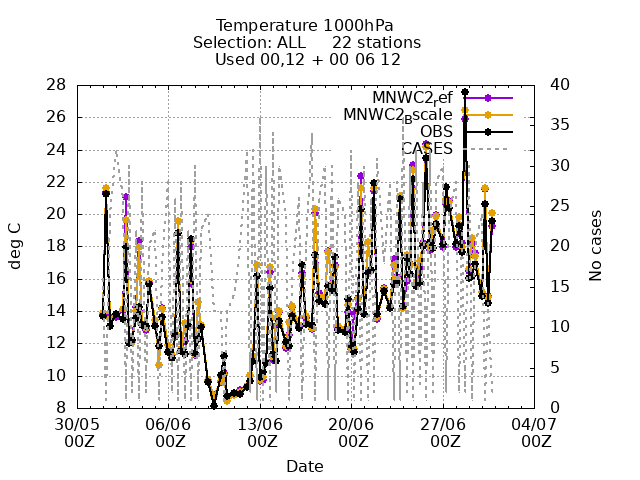 Temperature 1000hPa
Selection: ALL 22 stations
Used 00,12 + 00 06 12
28 40
26 35
24 30
22 25
20 20
18 15
16 10
14 5
12 0
10
8
deg C
No cases
MNWC2_ref
MNWC2_Bscale
OBS
CASES
30/05 06/06 13/06 20/06 27/06 04/07
00Z 00Z 00Z 00Z 00Z 00Z
Date